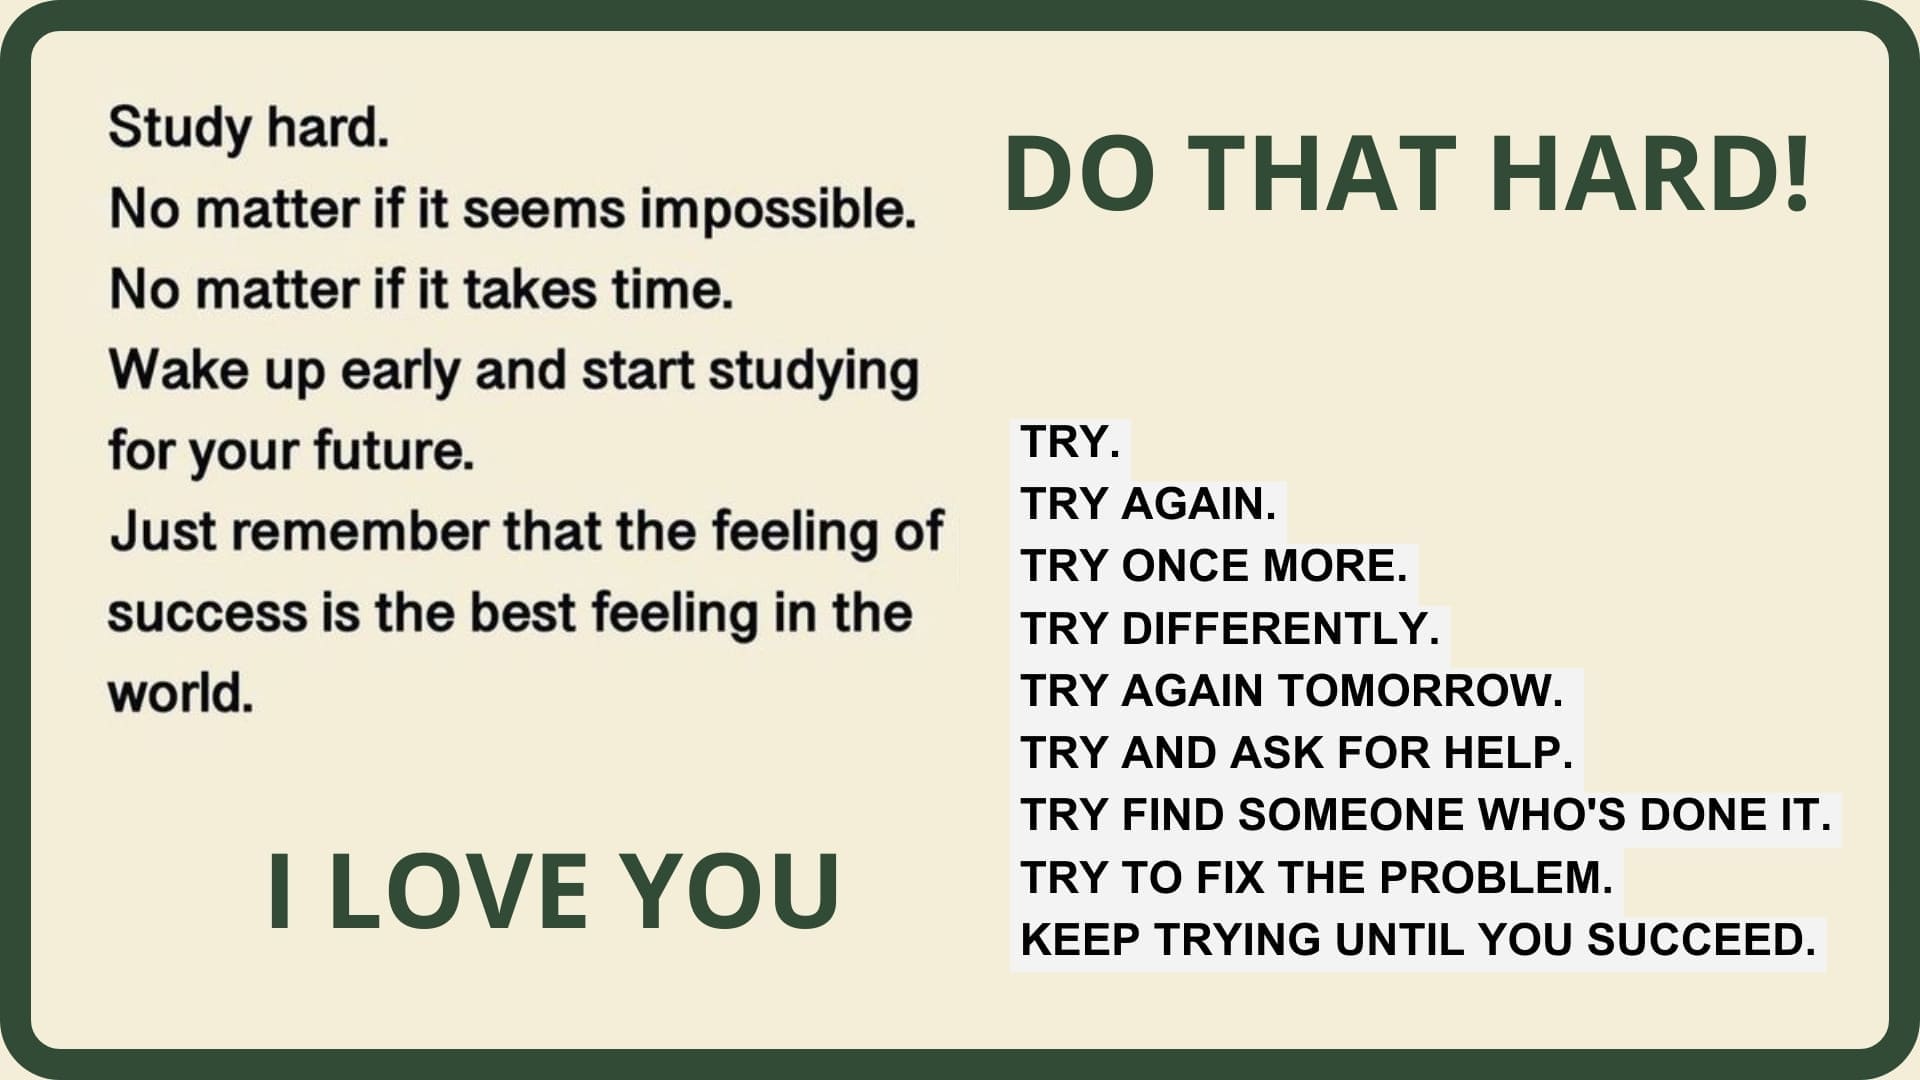 Study hard.
No matter if it seems impossible.
No matter if it takes time.
Wake up early and start studying
for your future.
Just remember that the feeling of
success is the best feeling in the
world.
I LOVE YOU
DO THAT HARD!
TRY.
TRY AGAIN.
TRY ONCE MORE.
TRY DIFFERENTLY.
TRY AGAIN TOMORROW.
TRY AND ASK FOR HELP.
TRY FIND SOMEONE WHO'S DONE IT.
TRY TO FIX THE PROBLEM.
KEEP TRYING UNTIL YOU SUCCEED.